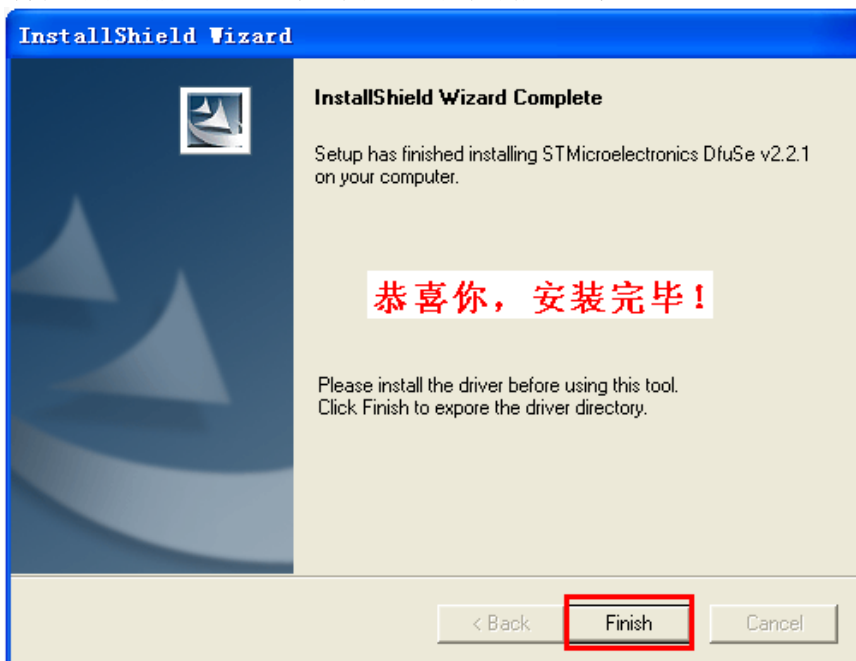 InstallShield Wizard
InstallShield Wizard Complete
Setup has finished installing STMicroelectronics DfuSe v2.2.1
on your computer.
恭喜你，安装完毕！
Please install the driver before using this tool.
Click Finish to expore the driver directory.
< Back
Finish
Cancel